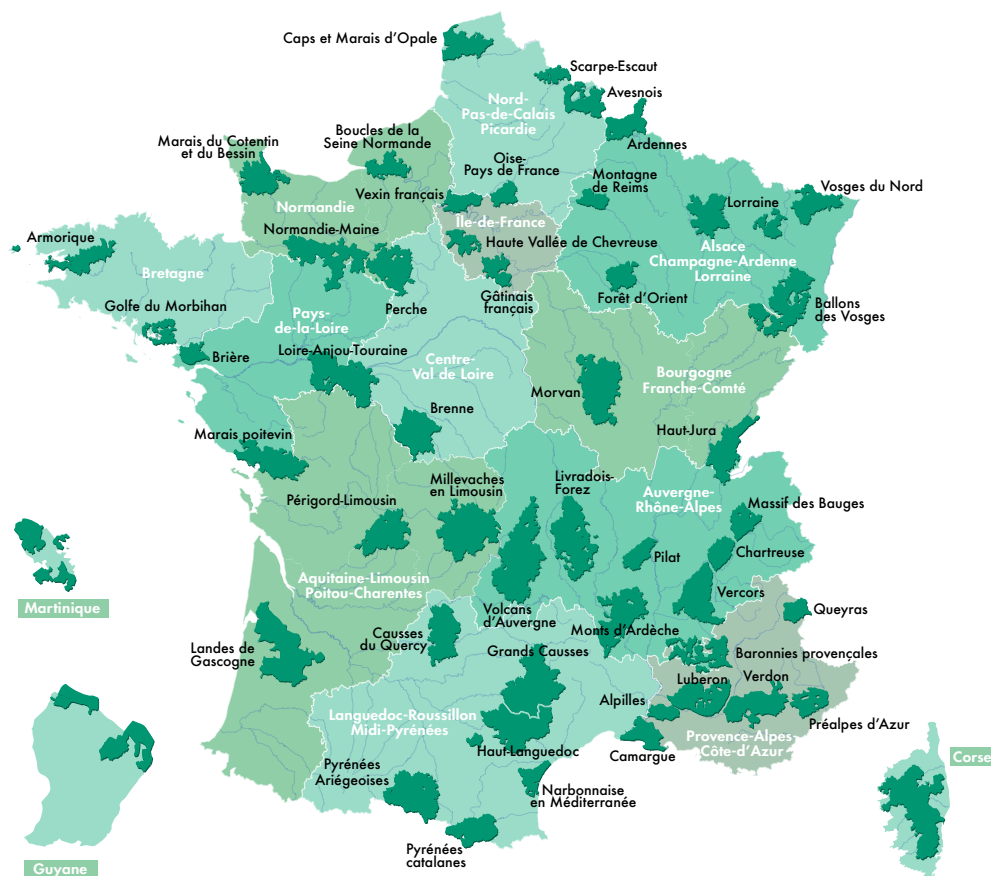 Caps et Marais d'Opale
Scarpe-Escaut
Avesnois
Nord-
Pas-de-Calais
Picardie
Ardennes
Marais du Cotentin
et du Bessin
Boucles de la
Seine Normande
Oise-
Pays de France
Montagne
de Reims
Vosges du Nord
Vexin français
Lorraine
Normandie
Île-de-France
Normandie-Maine
Haute Vallée de Chevreuse
Alsace
Champagne-Ardenne
Lorraine
Armorique
Bretagne
Golfe du Morbihan
Perche
Gâtinais
français
Forêt d'Orient
Ballons
des Vosges
Pays-
de-la-Loire
Brière
Loire-Anjou-Touraine
Centre-
Val de Loire
Bourgogne
Franche-Comté
Morvan
Brenne
Marais poitevin
Haut-Jura
Millevaches
en Limousin
Livradois-
Forez
Périgord-Limousin
Auvergne-
Rhône-Alpes
Massif des Bauges
Pilat
Chartreuse
Aquitaine-Limousin
Poitou-Charentes
Vercors
Martinique
Volcans
d'Auvergne
Queyras
Causses
du Quercy
Monts d'Ardèche
Landes de
Gascogne
Grands Causses
Baronnies provençales
Luberon
Verdon
Alpilles
Languedoc-Roussillon
Midi-Pyrénées
Préalpes d'Azur
Provence-Alpes-
Côte-d'Azur
Haut-Languedoc
Camargue
Corse
Pyrénées
Ariégeoises
Narbonnaise
en Méditerranée
Pyrénées
catalanes
Guyane